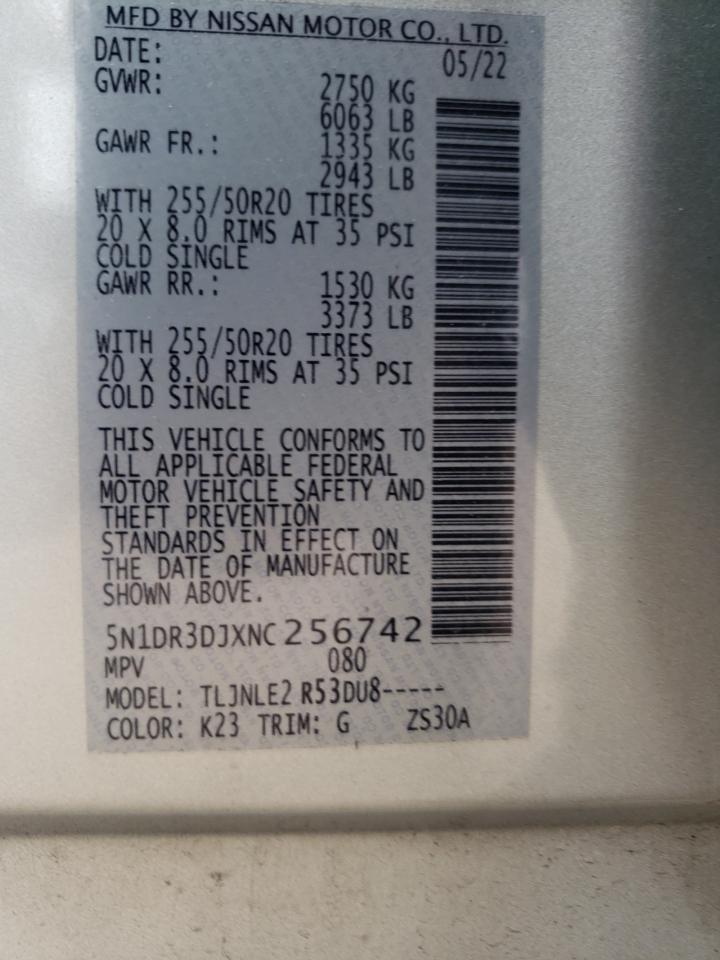 MFD BY NISSAN MOTOR CO., LTD.
DATE: 05/22
GVWR: 2750 KG
6063 LB
GAWR FR.: 1335 KG
2943 LB
WITH 255/50R20 TIRES
20 X 8.0 RIMS AT 35 PSI
COLD SINGLE
GAWR RR.: 1530 KG
3373 LB
WITH 255/50R20 TIRES
20 X 8.0 RIMS AT 35 PSI
COLD SINGLE
THIS VEHICLE CONFORMS TO
ALL APPLICABLE FEDERAL
MOTOR VEHICLE SAFETY AND
THEFT PREVENTION
STANDARDS IN EFFECT ON
THE DATE OF MANUFACTURE
SHOWN ABOVE.
5N1DR3DJXNC256742
MPV 080
MODEL: TLJNLE2 R53DU8-----
COLOR: K23 TRIM: G ZS30A